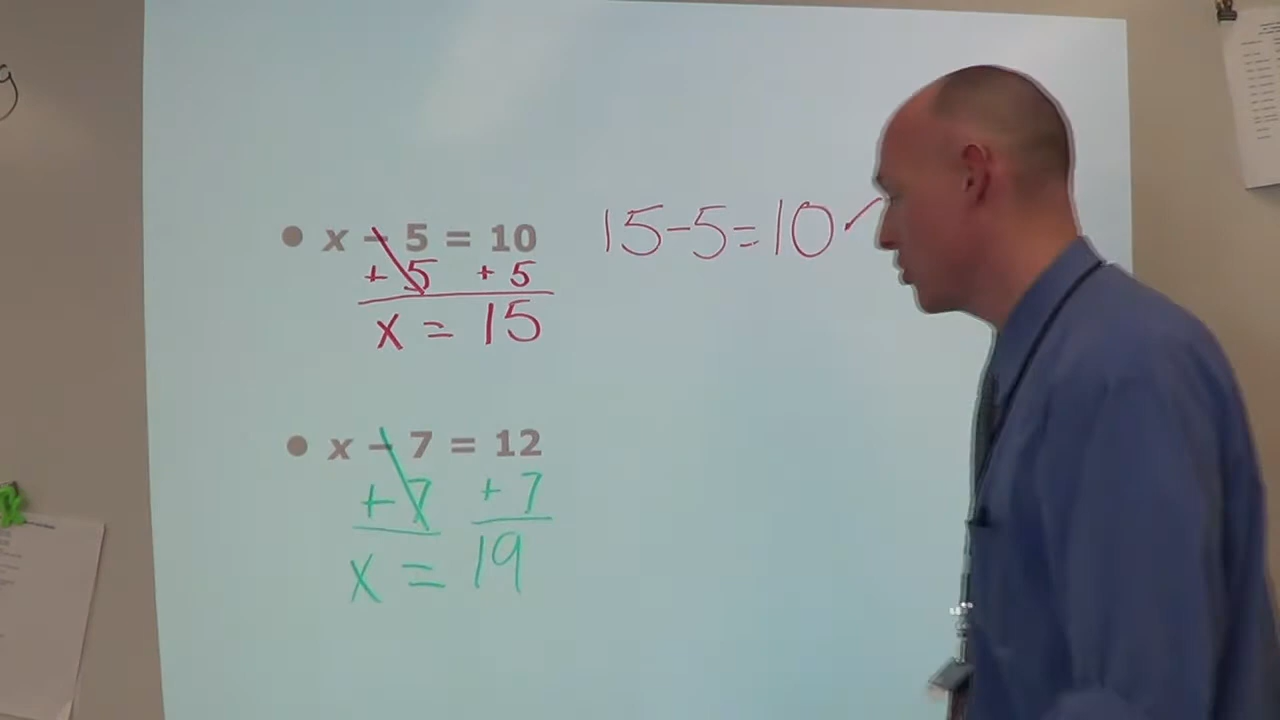 • x - 5 = 10 15-5=10 ✓
+ 5 + 5
x = 15
• x - 7 = 12
+ 7 + 7
x = 19